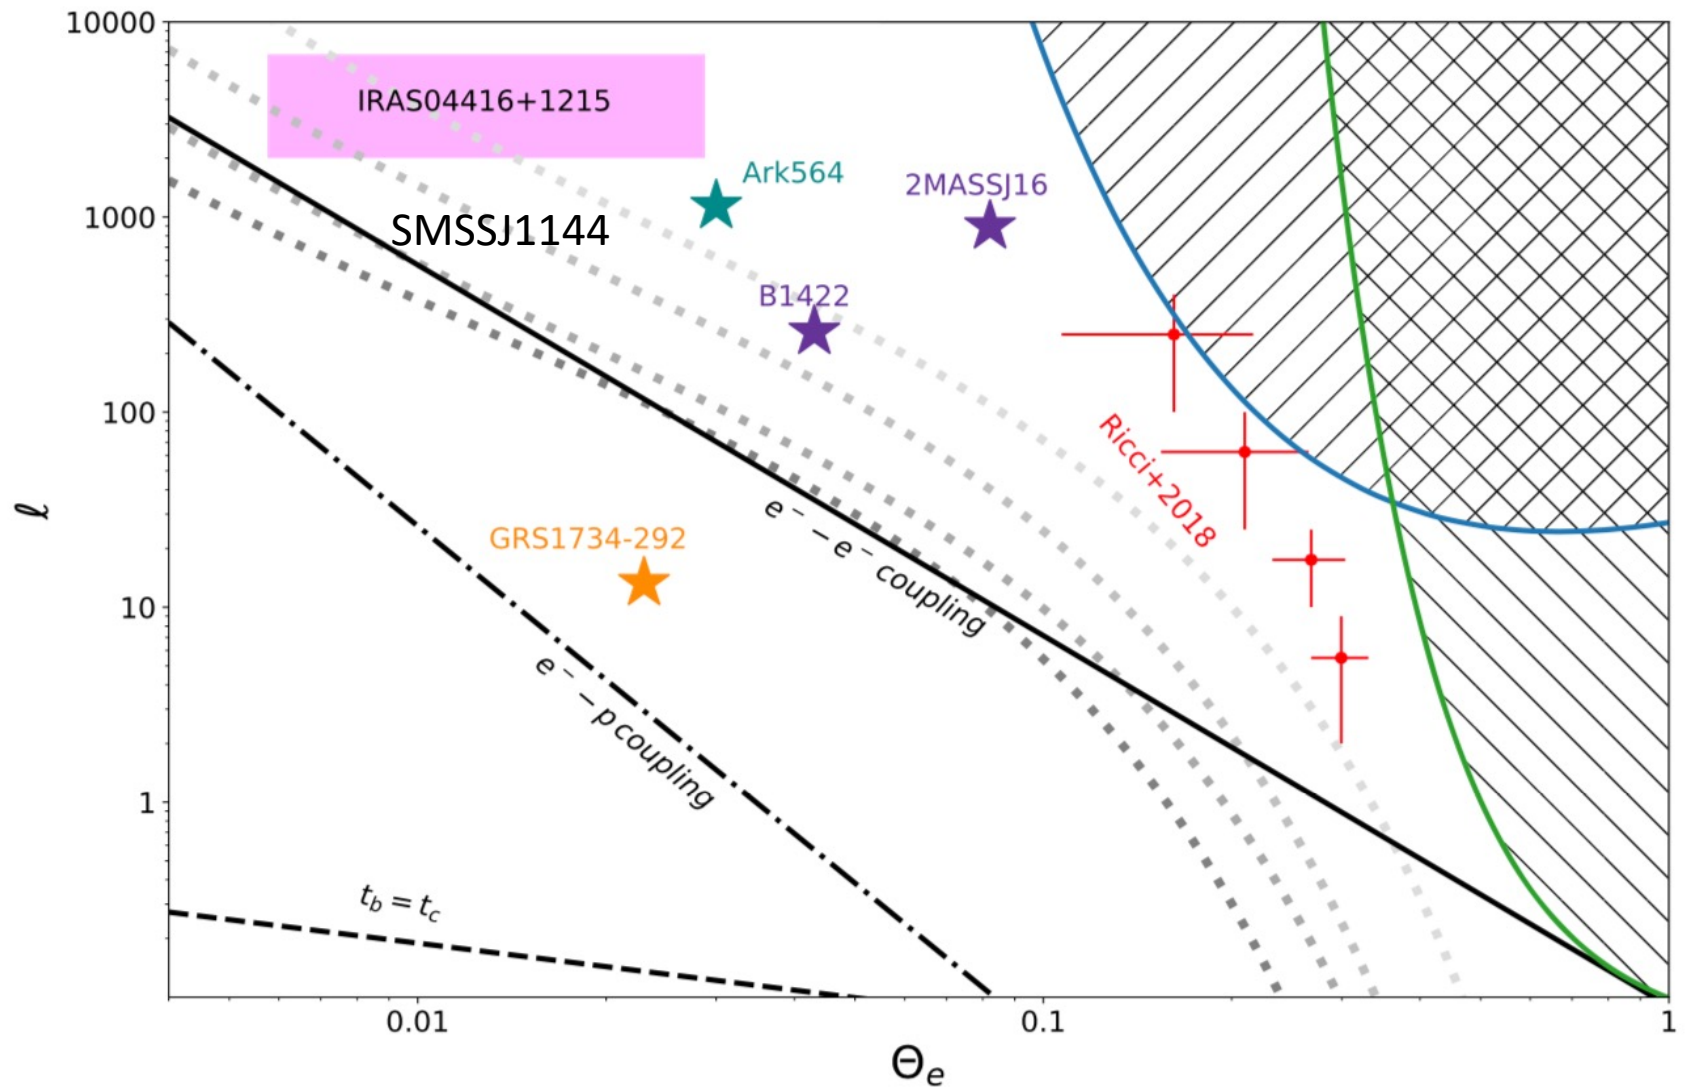 10000
IRAS04416+1215
Ark564
2MASSJ16
1000
SMSSJ1144
B1422
100
Ricci+2018
ℓ
e⁻−e⁻ coupling
GRS1734-292
10
e⁻−p coupling
1
t_b = t_c
0.01
0.1
1
Θ_e